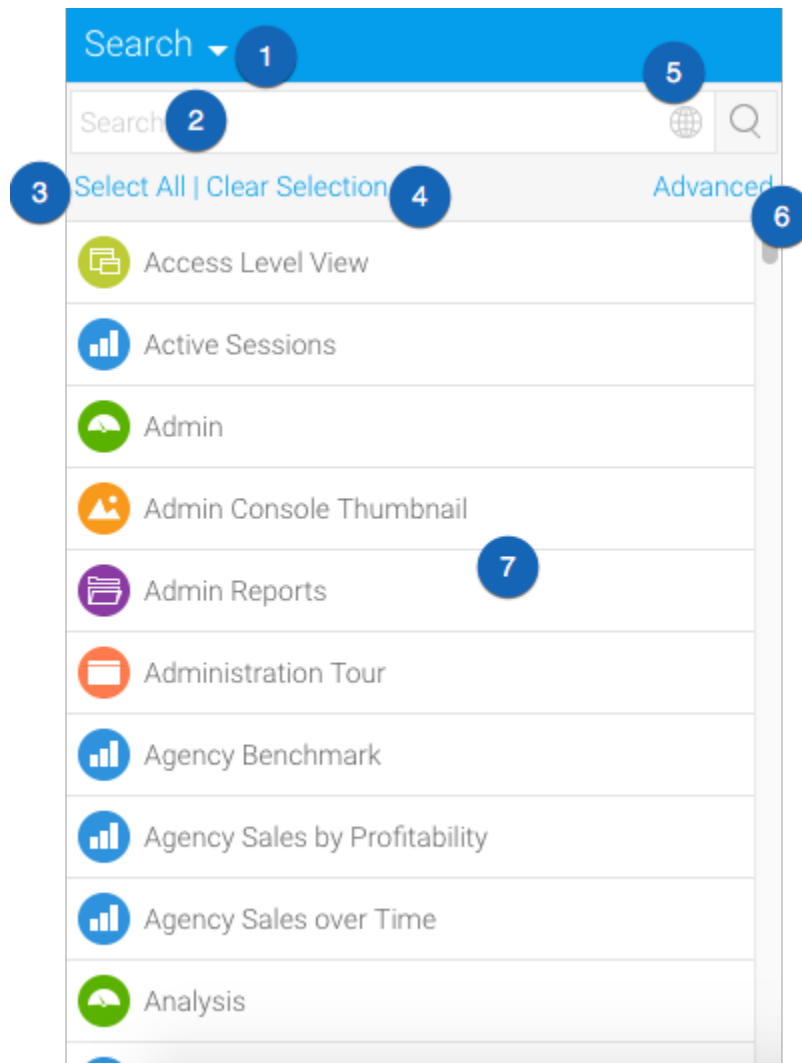 Search 1
5
Search 2
3 Select All | Clear Selection 4 Advanced 6
Access Level View
Active Sessions
Admin
Admin Console Thumbnail
7
Admin Reports
Administration Tour
Agency Benchmark
Agency Sales by Profitability
Agency Sales over Time
Analysis